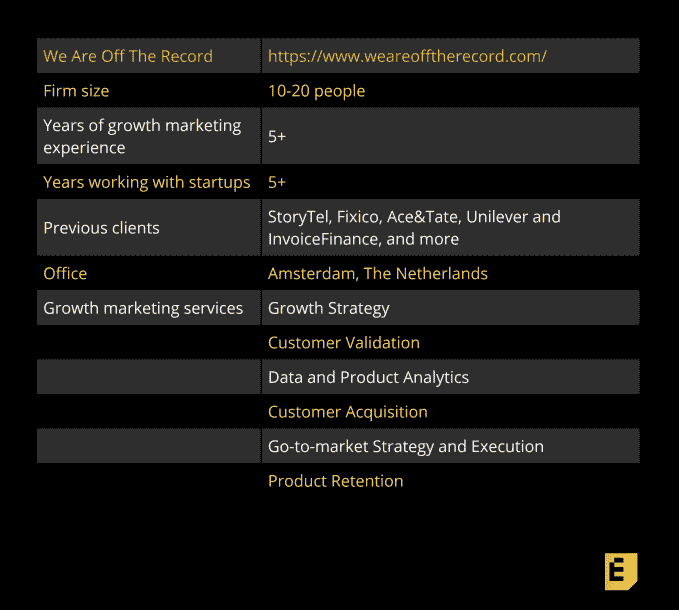 We Are Off The Record https://www.weareofftherecord.com/
Firm size 10-20 people
Years of growth marketing
experience
5+
Years working with startups 5+
Previous clients
StoryTel, Fixico, Ace&Tate, Unilever and
InvoiceFinance, and more
Office Amsterdam, The Netherlands
Growth marketing services Growth Strategy
Customer Validation
Data and Product Analytics
Customer Acquisition
Go-to-market Strategy and Execution
Product Retention
E